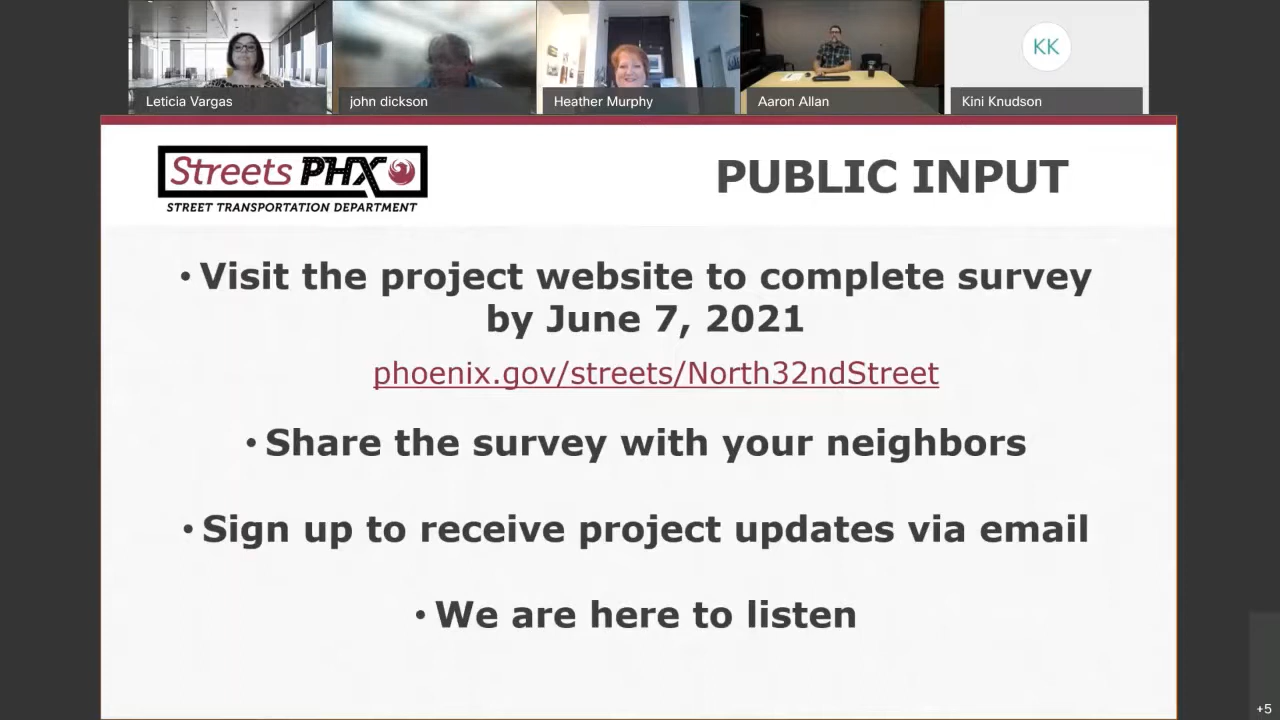 Leticia Vargas
john dickson
Heather Murphy
Aaron Allan
KK
Kini Knudson
Streets PHX
STREET TRANSPORTATION DEPARTMENT
PUBLIC INPUT
• Visit the project website to complete survey
by June 7, 2021
phoenix.gov/streets/North32ndStreet
• Share the survey with your neighbors
• Sign up to receive project updates via email
• We are here to listen
+5